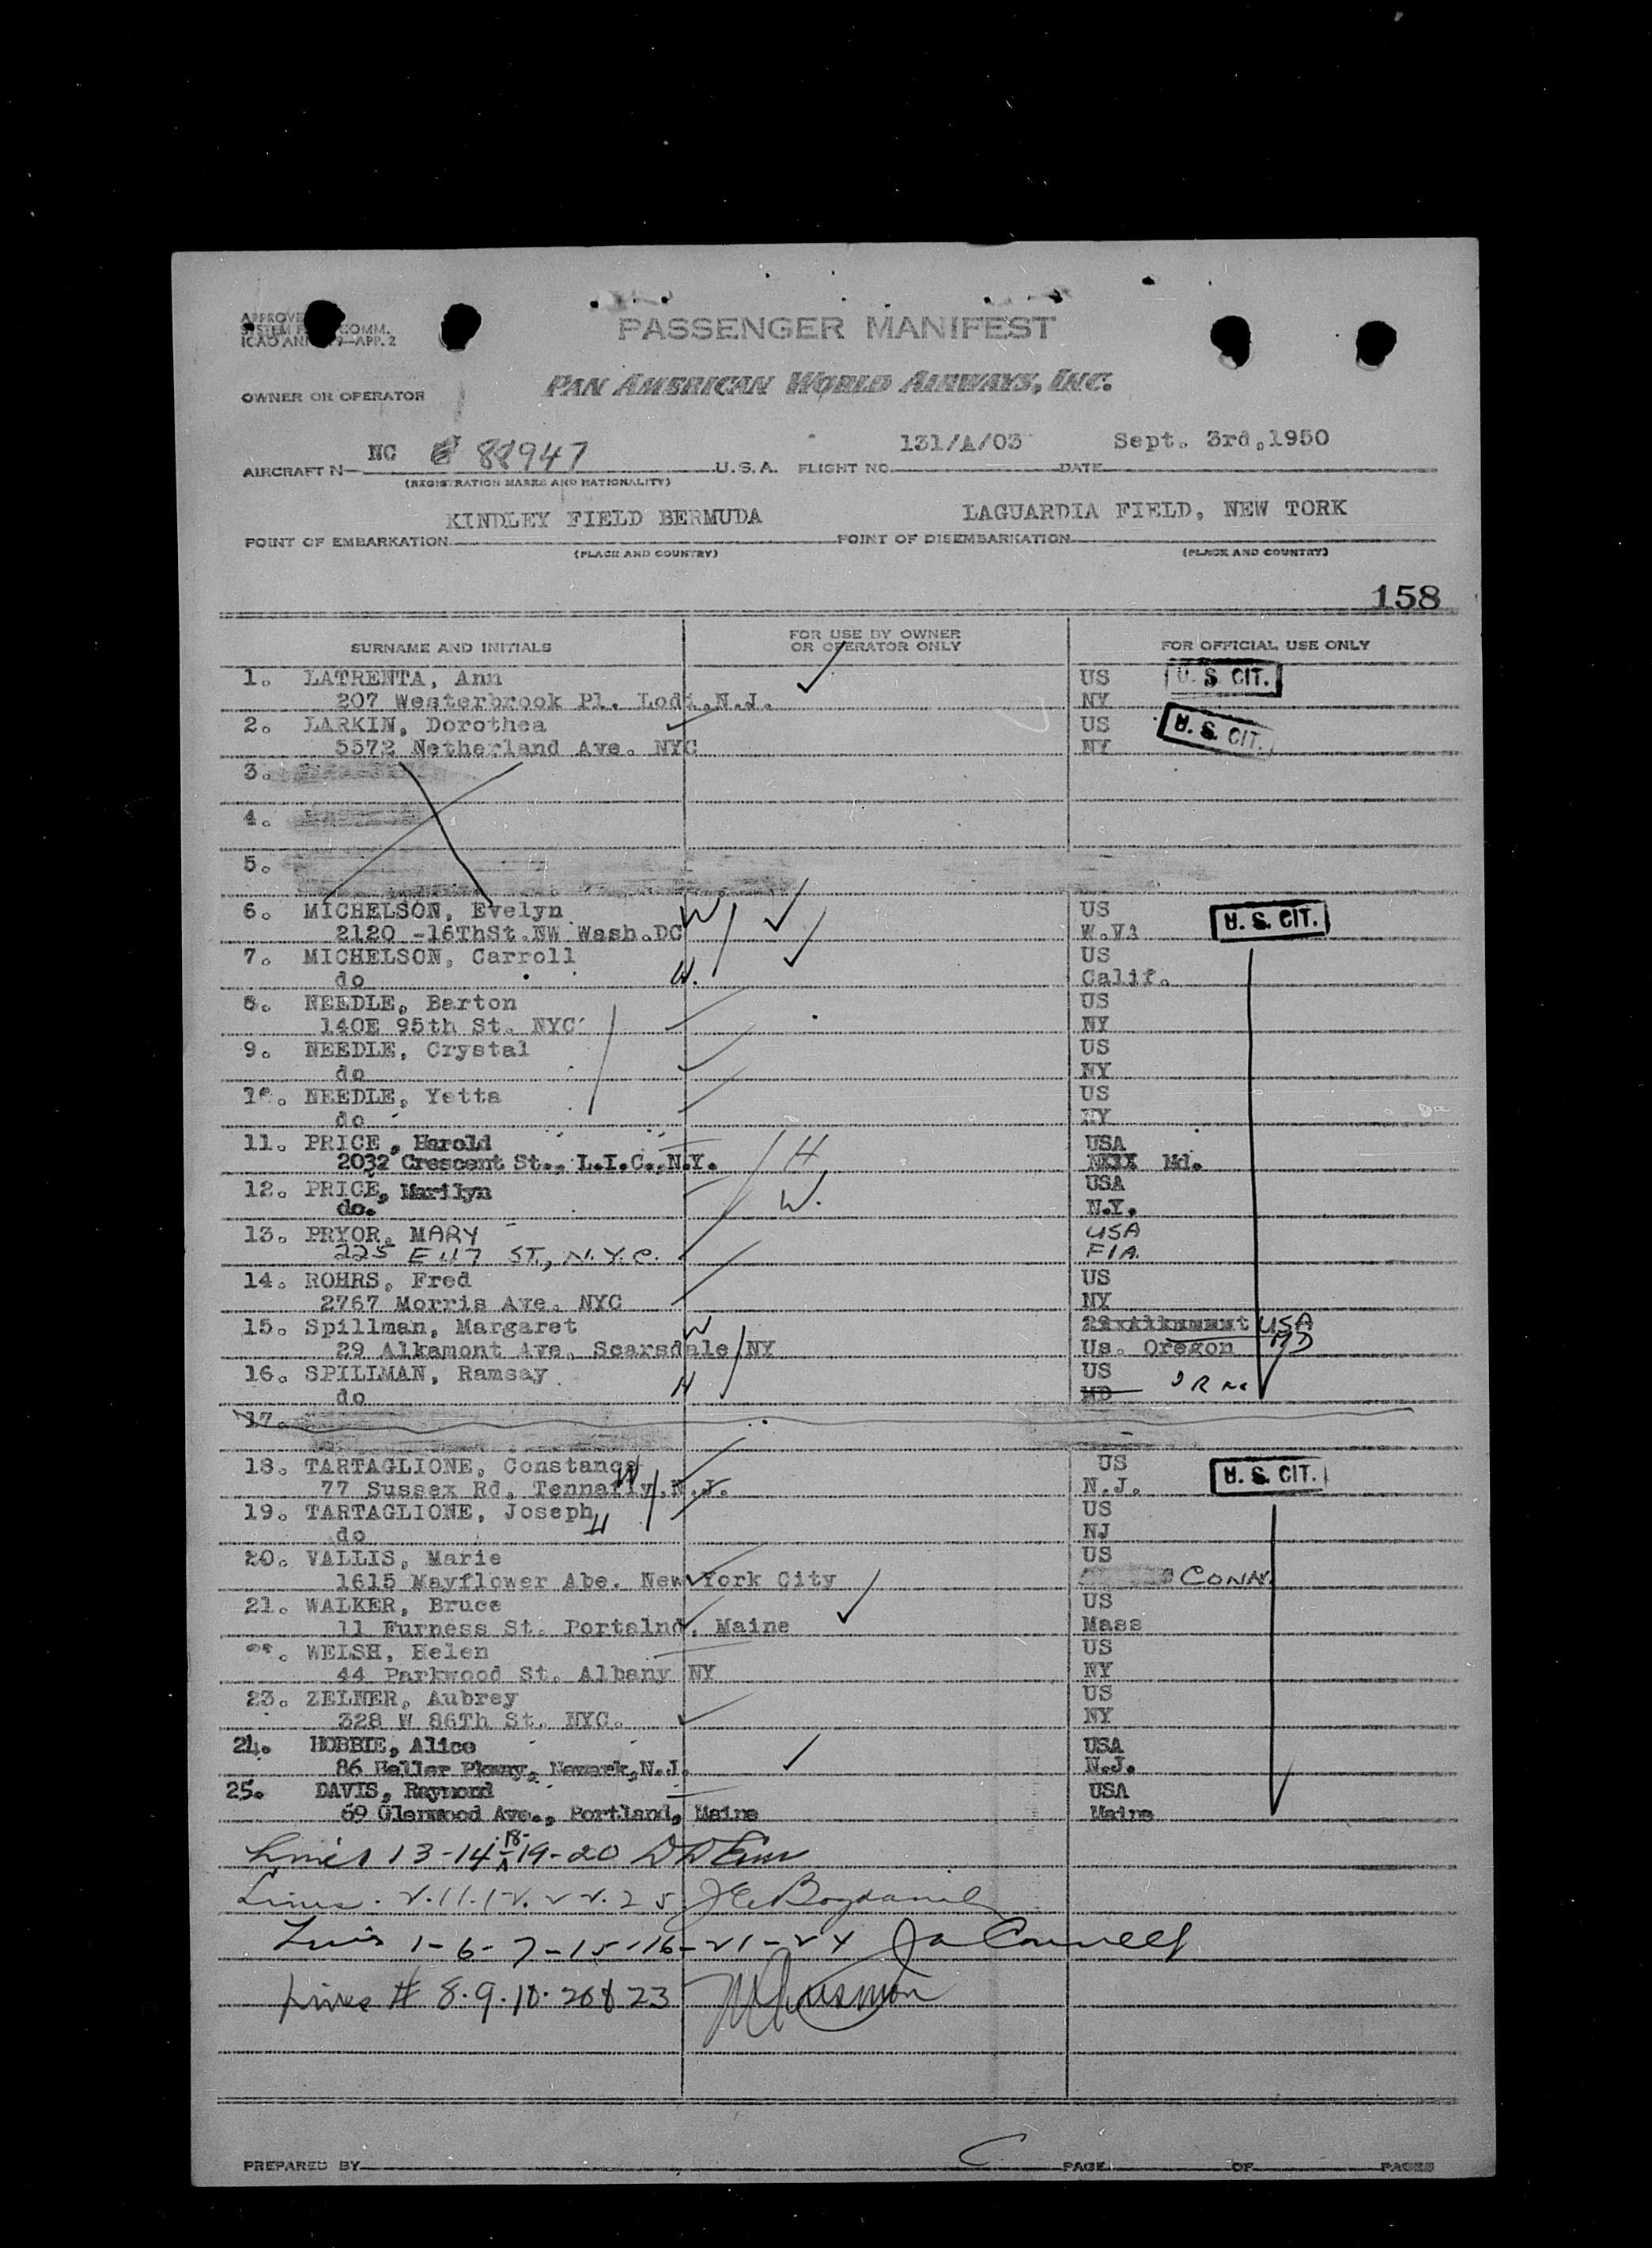 PASSENGER MANIFEST
PAN AMERICAN WORLD AIRWAYS, INC.
OWNER OR OPERATOR
COMM.
APP. 2
AIRCRAFT N NC 88947 U.S.A. FLIGHT NO. 131/A/03 DATE Sept. 3rd,1950
(REGISTRATION MARKS AND NATIONALITY)
POINT OF EMBARKATION KINDLEY FIELD BERMUDA POINT OF DISEMBARKATION LAGUARDIA FIELD, NEW TORK
(PLACE AND COUNTRY) (PLACE AND COUNTRY)
158
SURNAME AND INITIALS FOR USE BY OWNER OR OPERATOR ONLY FOR OFFICIAL USE ONLY
1. LATRENTA, Ann US U. S. CIT.
207 Westerbrook Pl. Lodi.N.J. NY
2. LARKIN, Dorothea US U. S. CIT.
5572 Netherland Ave. NYC NY
3.
4.
5.
6. MICHELSON, Evelyn W US U. S. CIT.
2120 -16ThSt.NW Wash.DC W.VA
7. MICHELSON, Carroll US
do H. Calif.
8. NEEDLE, Barton US
140E 95th St. NYC NY
9. NEEDLE, Crystal US
do NY
10. NEEDLE, Yetta US
do NY
11. PRICE, Harold H USA
2032 Crescent St., L.I.C.,N.Y. Md.
12. PRICE, Marilyn W. USA
do. N.Y.
13. PRYOR, MARY USA
225 E 47 ST, N.Y.C. FlA.
14. ROHRS, Fred US
2767 Morris Ave. NYC NY
15. Spillman, Margaret W USA
29 Alkamont Ave. Scarsdale NY Us. Oregon
16. SPILLMAN, Ramsay US
do H MD
17.
18. TARTAGLIONE, Constance W US U. S. CIT.
77 Sussex Rd. Tennafly.N.J. N.J.
19. TARTAGLIONE, Joseph H US
do NJ
20. VALLIS, Marie US
1615 Mayflower Abe. New York City CONN.
21. WALKER, Bruce US
11 Furness St. Portalnd, Maine Mass
WELSH, Helen US
44 Parkwood St. Albany NY NY
23. ZELNER, Aubrey US
328 W 86Th St. NYC. NY
24. HOBBIE, Alice USA
86 Heller Pkway, Newark,N.J. N.J.
25. DAVIS, Raymond USA
69 Glenwood Ave., Portland, Maine Maine
Lines 13-14-18-19-20
Lines 2.11.12.22.25
Lines 1-6-7-15-16-21-24
Lines # 8.9.10. 23
PREPARED BY PAGE OF PAGES